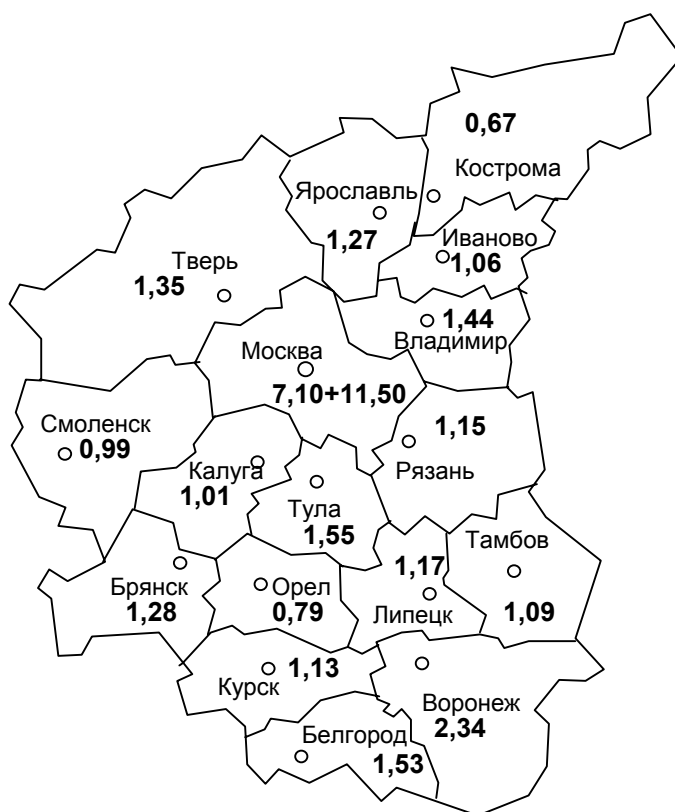 0,67
Кострома
Ярославль
1,27
Иваново
1,06
Тверь
1,35
1,44
Владимир
Москва
7,10+11,50
Смоленск
0,99
1,15
Рязань
Калуга
1,01
Тула
1,55
Тамбов
1,09
1,17
Липецк
Брянск
1,28
Орел
0,79
1,13
Курск
Воронеж
2,34
Белгород
1,53